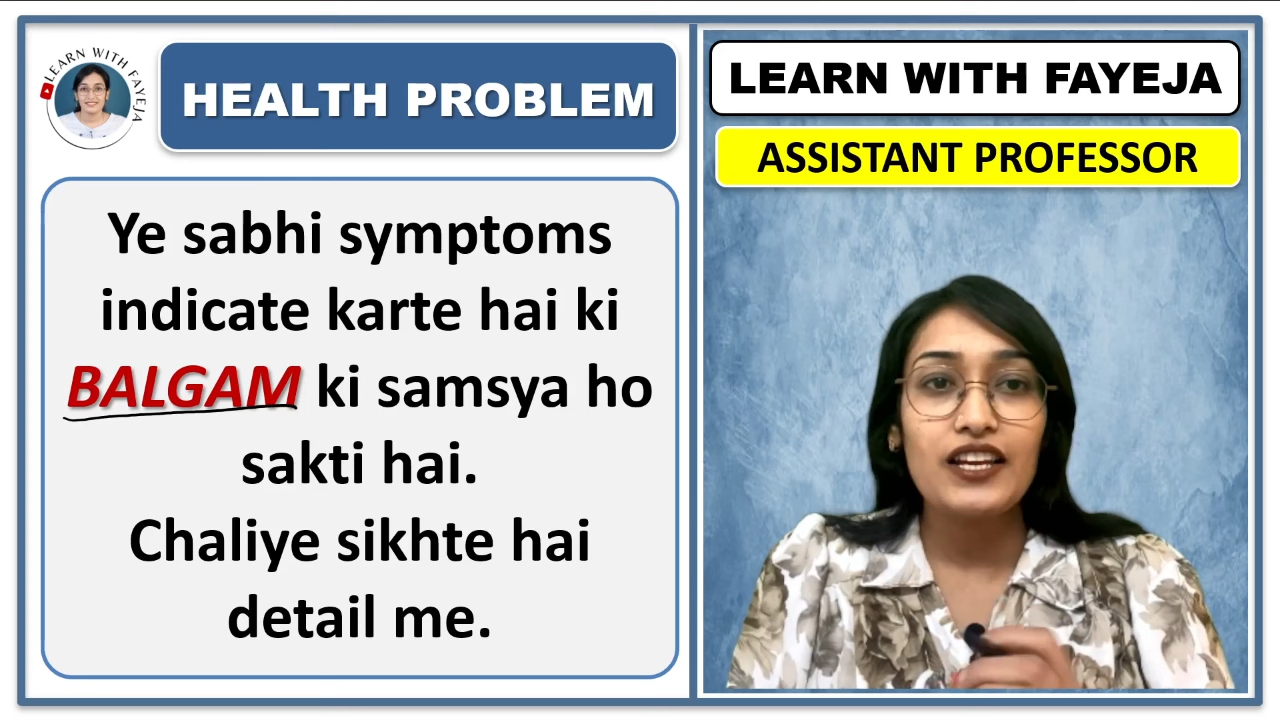 LEARN WITH FAYEJA
HEALTH PROBLEM
Ye sabhi symptoms
indicate karte hai ki
BALGAM ki samsya ho
sakti hai.
Chaliye sikhte hai
detail me.
LEARN WITH FAYEJA
ASSISTANT PROFESSOR